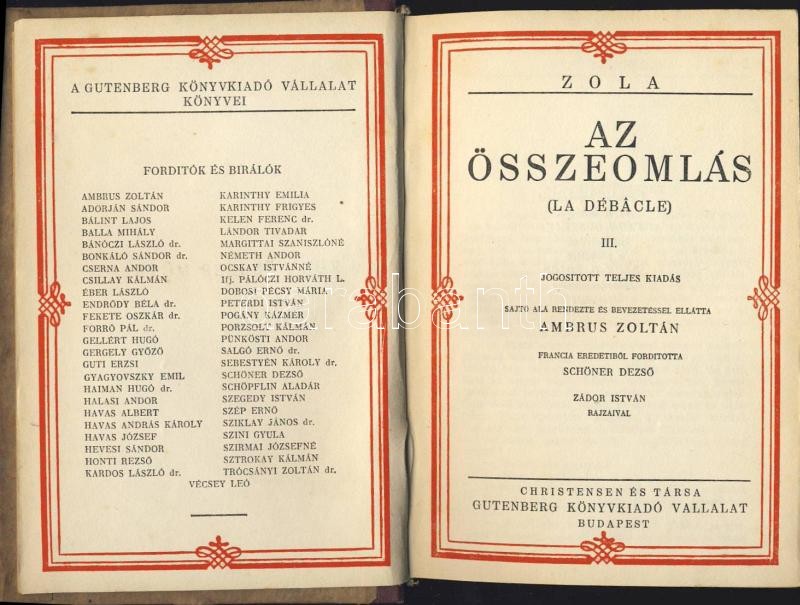 A GUTENBERG KÖNYVKIADÓ VÁLLALAT
KÖNYVEI
FORDITÓK ÉS BIRÁLÓK
AMBRUS ZOLTÁN
ADORJÁN SÁNDOR
BÁLINT LAJOS
BALLA MIHÁLY
BÁNÓCZI LÁSZLÓ dr.
BONKÁLÓ SÁNDOR dr.
CSERNA ANDOR
CSILLAY KÁLMÁN
ÉBER LÁSZLÓ
ENDRŐDY BÉLA dr.
FEKETE OSZKÁR dr.
FORRÓ PÁL dr.
GELLÉRT HUGÓ
GERGELY GYŐZŐ
GUTI ERZSI
GYAGYOVSZKY EMIL
HAIMAN HUGÓ dr.
HALASI ANDOR
HAVAS ALBERT
HAVAS ANDRÁS KÁROLY
HAVAS JÓZSEF
HEVESI SÁNDOR
HONTI REZSŐ
KARDOS LÁSZLÓ dr.
KARINTHY EMILIA
KARINTHY FRIGYES
KELEN FERENC dr.
LÁNDOR TIVADAR
MARGITTAI SZANISZLÓNÉ
NÉMETH ANDOR
OCSKAY ISTVÁNNÉ
Ifj. PÁLÓCZI HORVÁTH L.
DOBOSI PÉCSY MÁRIA
PETERDI ISTVÁN
POGÁNY KÁZMÉR
PORZSOLT KÁLMÁN
PÜNKÖSTI ANDOR
SALGÓ ERNŐ dr.
SEBESTYÉN KÁROLY dr.
SCHÖNER DEZSŐ
SCHÖPFLIN ALADÁR
SZEGEDY ISTVÁN
SZÉP ERNŐ
SZIKLAY JÁNOS dr.
SZINI GYULA
SZIRMAI JÓZSEFNÉ
SZTROKAY KÁLMÁN
TRÓCSÁNYI ZOLTÁN dr.
VÉCSEY LEÓ
ZOLA
AZ
ÖSSZEOMLÁS
(LA DÉBÂCLE)
III.
JOGOSITOTT TELJES KIADÁS
SAJTÓ ALÁ RENDEZTE ÉS BEVEZETÉSSEL ELLÁTTA
AMBRUS ZOLTÁN
FRANCIA EREDETIBŐL FORDITOTTA
SCHÖNER DEZSŐ
ZÁDOR ISTVÁN
RAJZAIVAL
CHRISTENSEN ÉS TÁRSA
GUTENBERG KÖNYVKIADÓ VÁLLALAT
BUDAPEST
darabanth